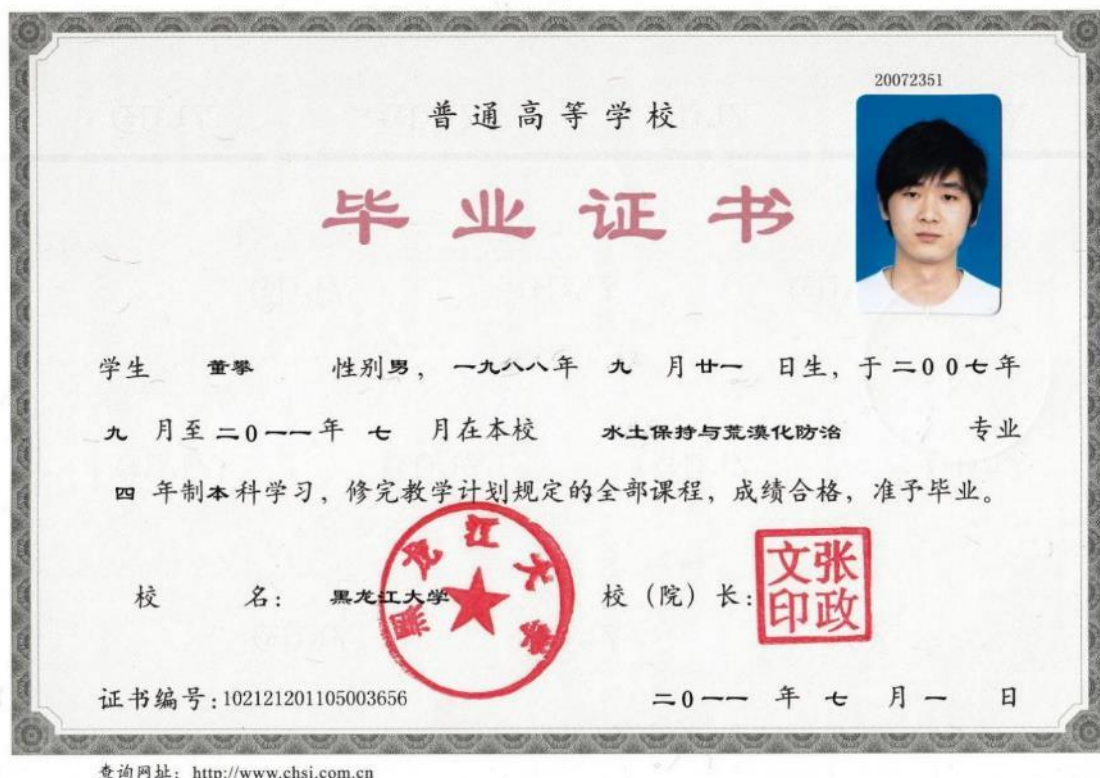 20072351
普通高等学校
毕业证书
学生 董攀 性别男，一九八八年 九 月廿一 日生，于二00七年
九 月至二0一一年 七 月在本校 水土保持与荒漠化防治 专业
四 年制本科学习，修完教学计划规定的全部课程，成绩合格，准予毕业。
校 名： 黑龙江大学 校（院）长：
黑龙江大学
张政文印
证书编号：102121201105003656 二0一一 年 七 月 一 日
查询网址：http://www.chsi.com.cn